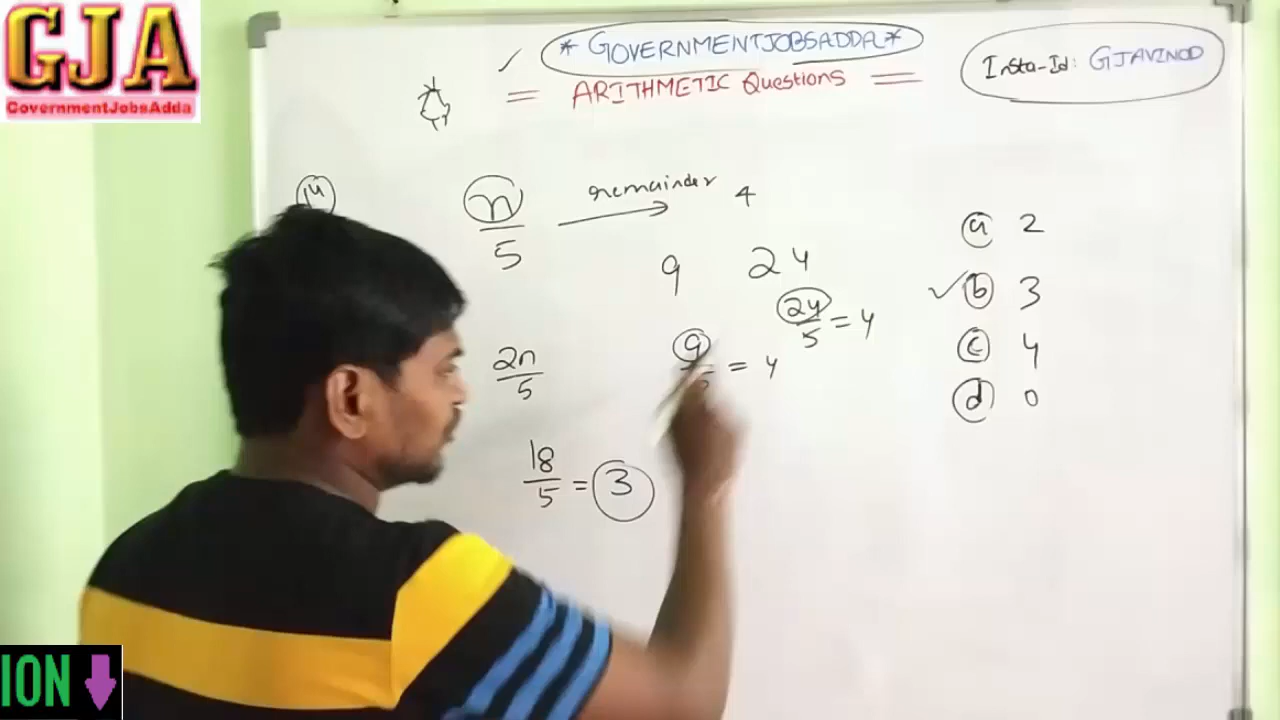 GJA
GovernmentJobsAdda
* GOVERNMENTJOBSADDA *
= ARITHMETIC Questions =
Insta-Id: GJAVINOD
n/5 remainder 4
9 24
24/5 = 4
2n/5
9/5 = 4
18/5 = 3
a 2
b 3
c 4
d 0
ION